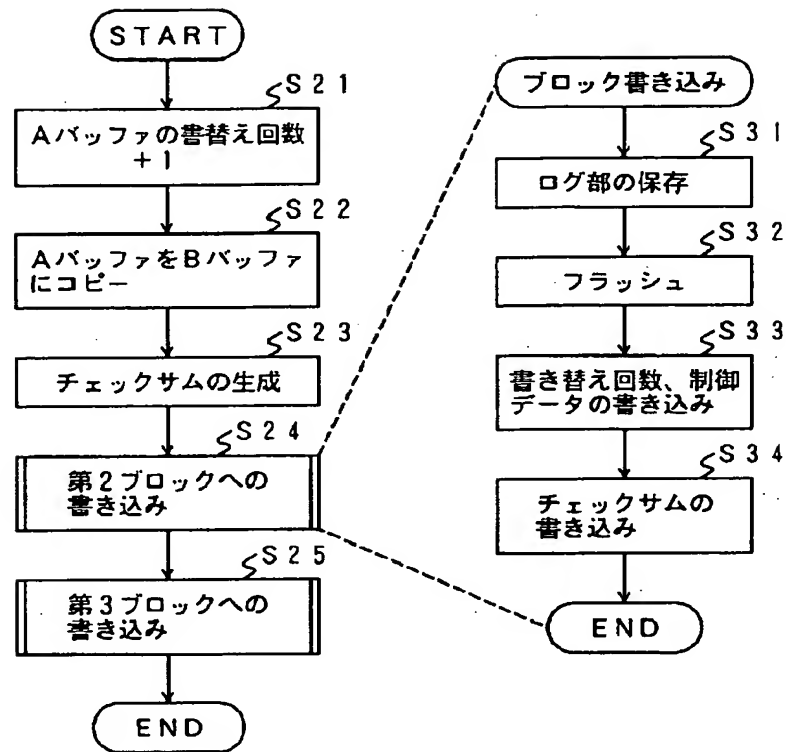 START
S21
Aバッファの書替え回数
+1
S22
AバッファをBバッファ
にコピー
S23
チェックサムの生成
S24
第2ブロックへの
書き込み
S25
第3ブロックへの
書き込み
END
ブロック書き込み
S31
ログ部の保存
S32
フラッシュ
S33
書き替え回数、制御
データの書き込み
S34
チェックサムの
書き込み
END